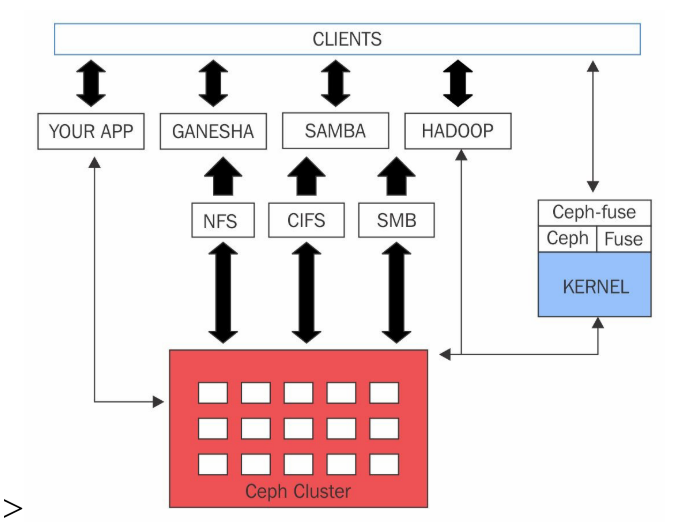 CLIENTS
YOUR APP GANESHA SAMBA HADOOP
NFS CIFS SMB
Ceph-fuse
Ceph Fuse
KERNEL
Ceph Cluster
>